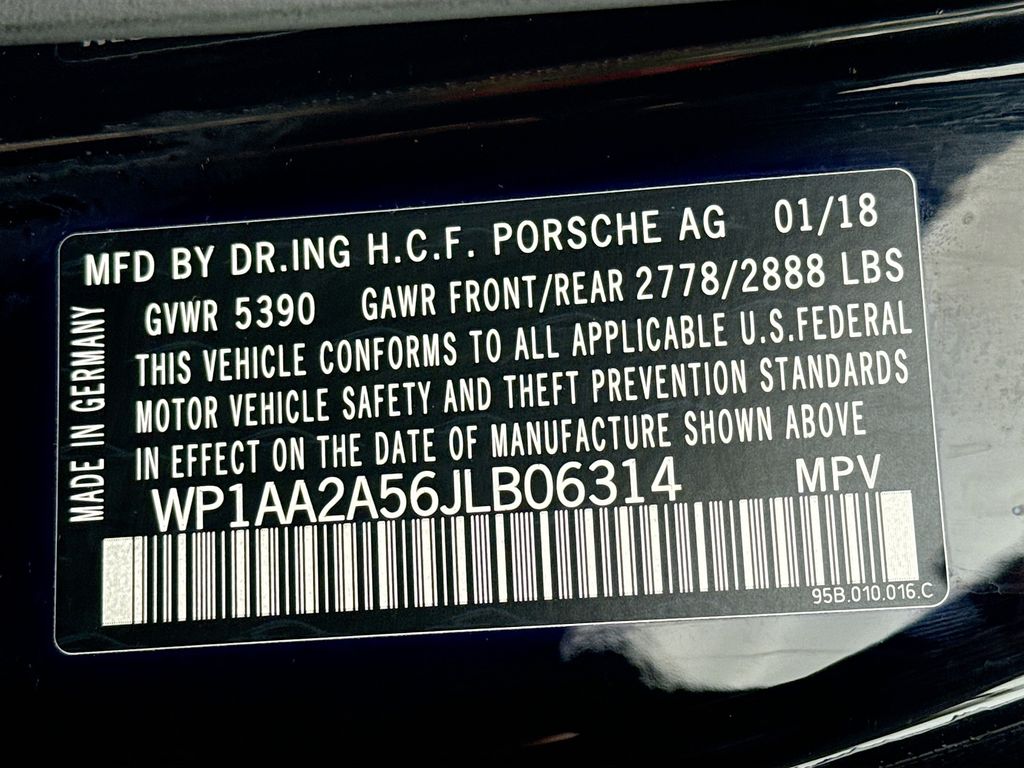 MFD BY DR.ING H.C.F. PORSCHE AG 01/18
GVWR 5390 GAWR FRONT/REAR 2778/2888 LBS
THIS VEHICLE CONFORMS TO ALL APPLICABLE U.S.FEDERAL
MOTOR VEHICLE SAFETY AND THEFT PREVENTION STANDARDS
IN EFFECT ON THE DATE OF MANUFACTURE SHOWN ABOVE
WP1AA2A56JLB06314 MPV
95B.010.016.C
MADE IN GERMANY